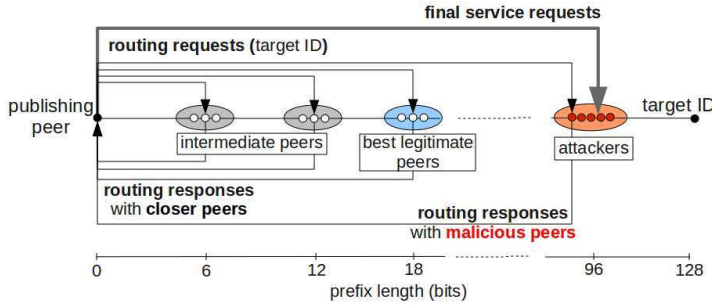 final service requests
routing requests (target ID)
publishing
peer
target ID
intermediate peers
best legitimate
peers
attackers
routing responses
with closer peers
routing responses
with malicious peers
0
6
12
18
96
128
prefix length (bits)